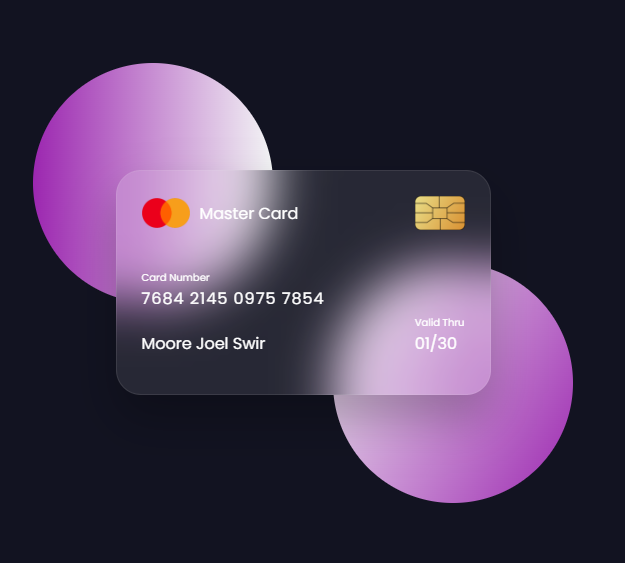 Master Card
Card Number
7684 2145 0975 7854
Valid Thru
Moore Joel Swir
01/30